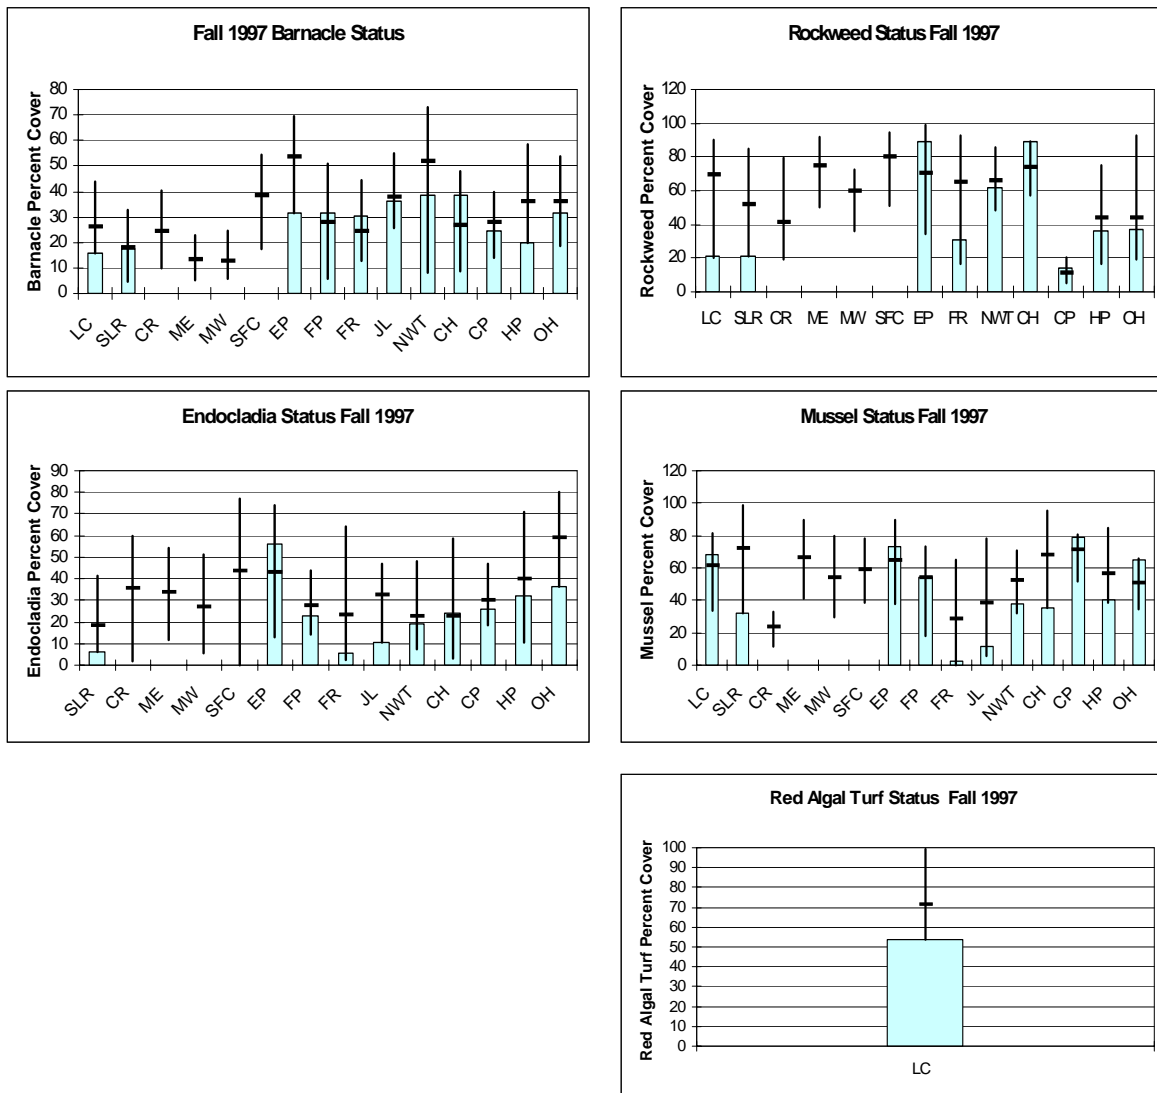 Fall 1997 Barnacle Status
Barnacle Percent Cover
80
70
60
50
40
30
20
10
0
LC SLR CR ME MW SFC EP FP FR JL NWT CH CP HP OH
Rockweed Status Fall 1997
Rockweed Percent Cover
120
100
80
60
40
20
0
LC SLR CR ME MW SFC EP FR NWT CH CP HP OH
Endocladia Status Fall 1997
Endocladia Percent Cover
90
80
70
60
50
40
30
20
10
0
SLR CR ME MW SFC EP FP FR JL NWT CH CP HP OH
Mussel Status Fall 1997
Mussel Percent Cover
120
100
80
60
40
20
0
LC SLR CR ME MW SFC EP FP FR JL NWT CH CP HP OH
Red Algal Turf Status Fall 1997
Red Algal Turf Percent Cover
100
90
80
70
60
50
40
30
20
10
0
LC